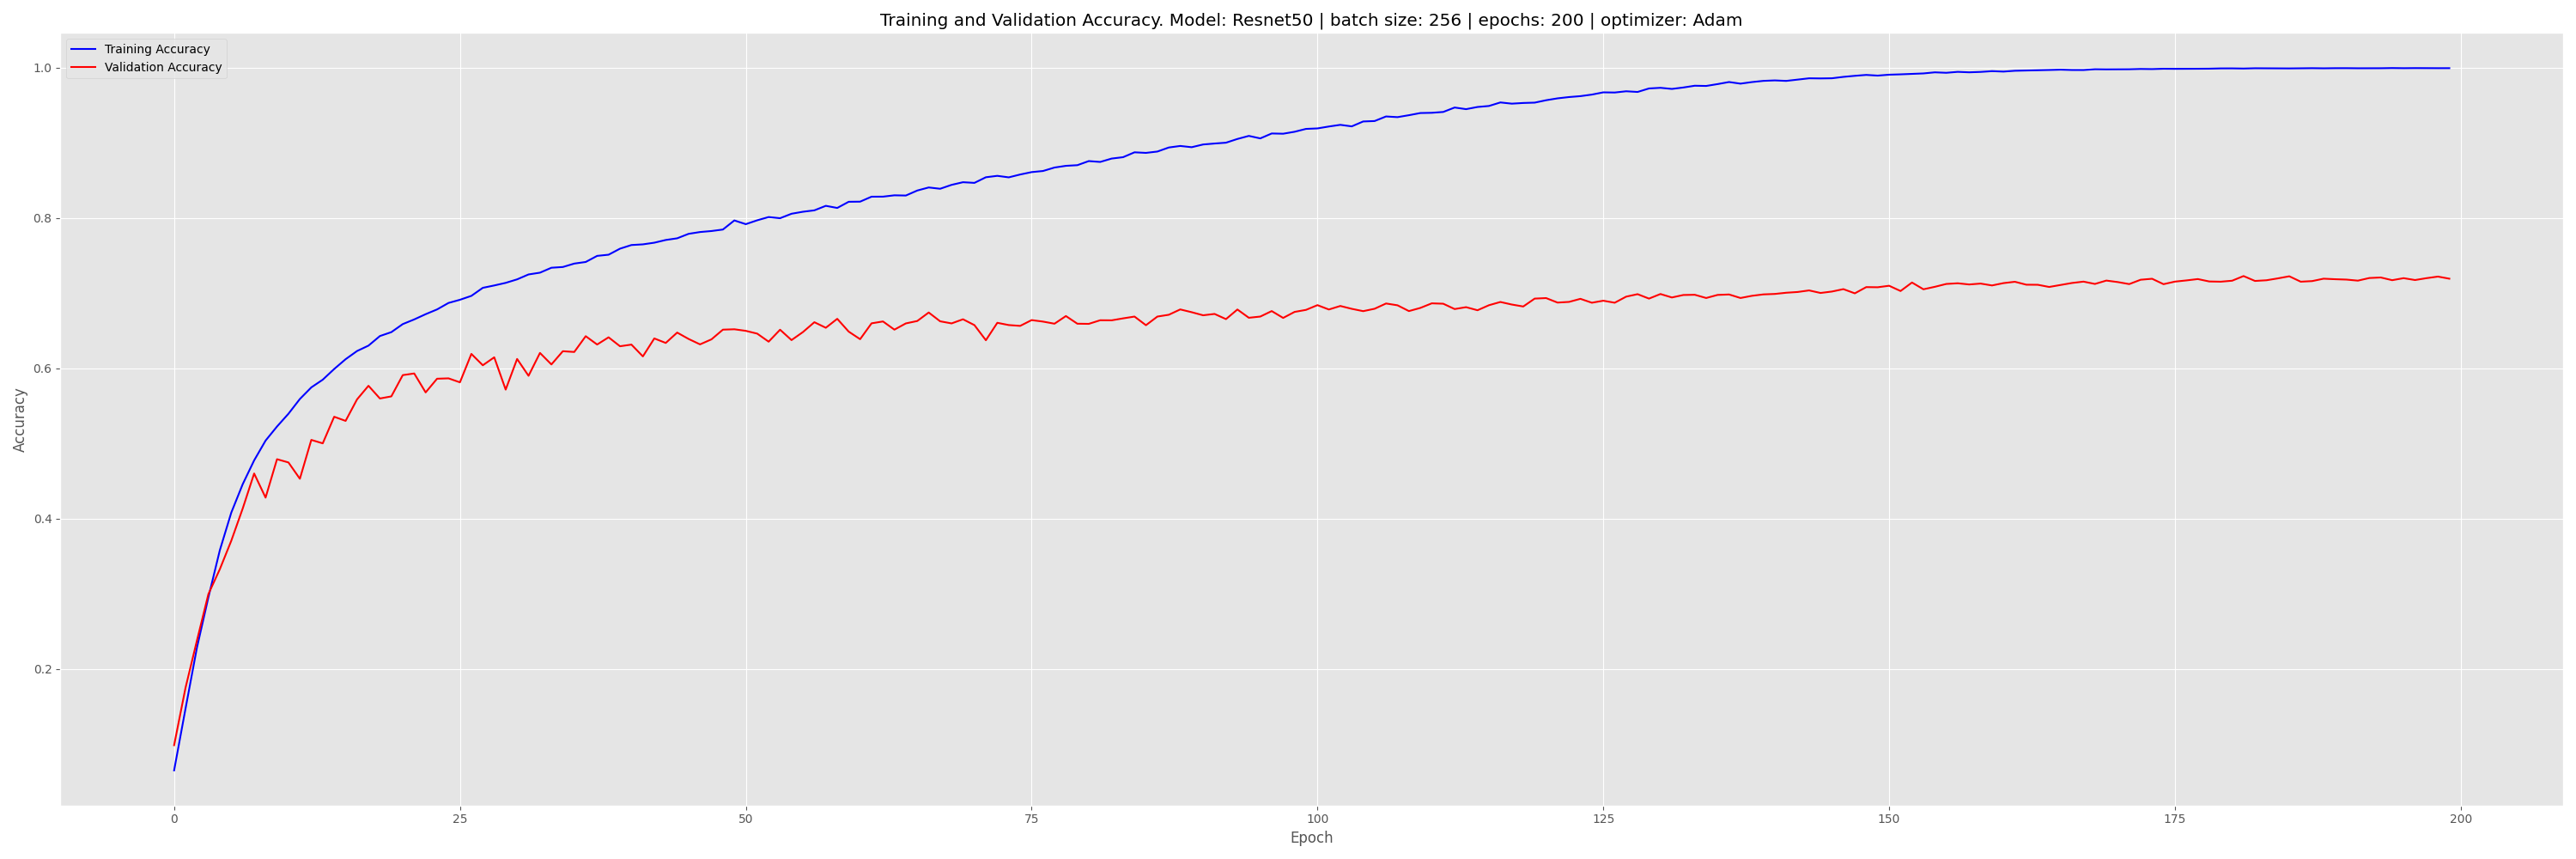 Training and Validation Accuracy. Model: Resnet50 | batch size: 256 | epochs: 200 | optimizer: Adam
Training Accuracy
Validation Accuracy
1.0
0.8
0.6
0.4
0.2
Accuracy
0 25 50 75 100 125 150 175 200
Epoch